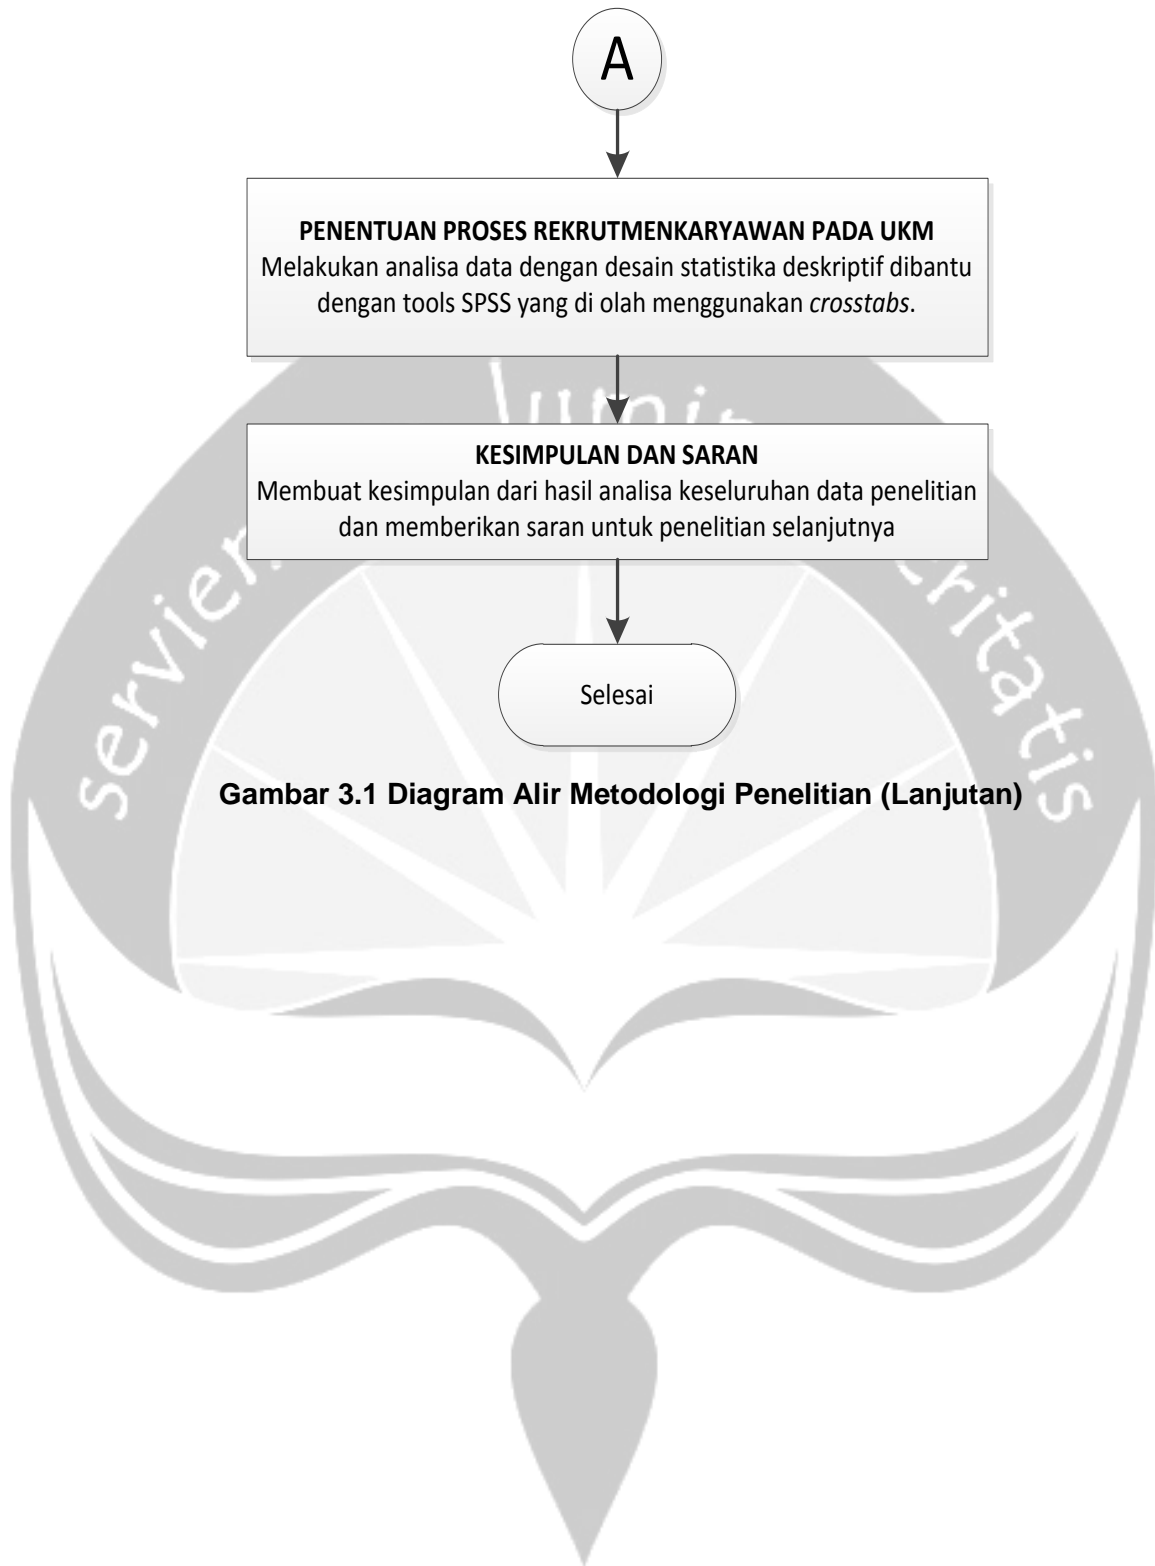 A
PENENTUAN PROSES REKRUTMENKARYAWAN PADA UKM
Melakukan analisa data dengan desain statistika deskriptif dibantu
dengan tools SPSS yang di olah menggunakan crosstabs.
KESIMPULAN DAN SARAN
Membuat kesimpulan dari hasil analisa keseluruhan data penelitian
dan memberikan saran untuk penelitian selanjutnya
Selesai
Gambar 3.1 Diagram Alir Metodologi Penelitian (Lanjutan)